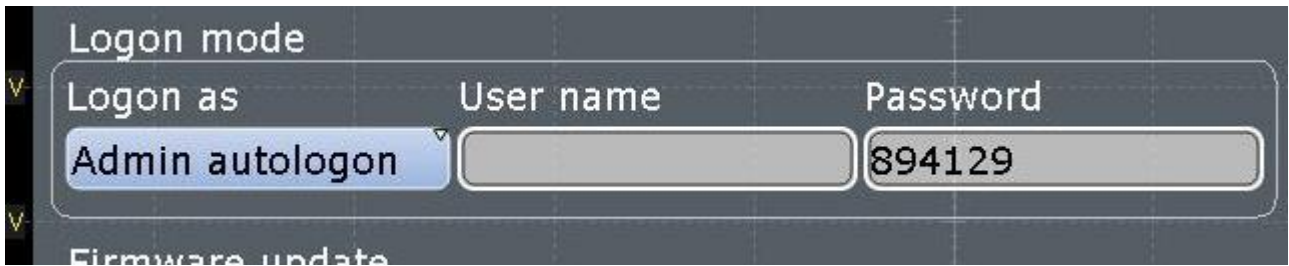 Logon mode
V
Logon as User name Password
Admin autologon 894129
V
Firmware update